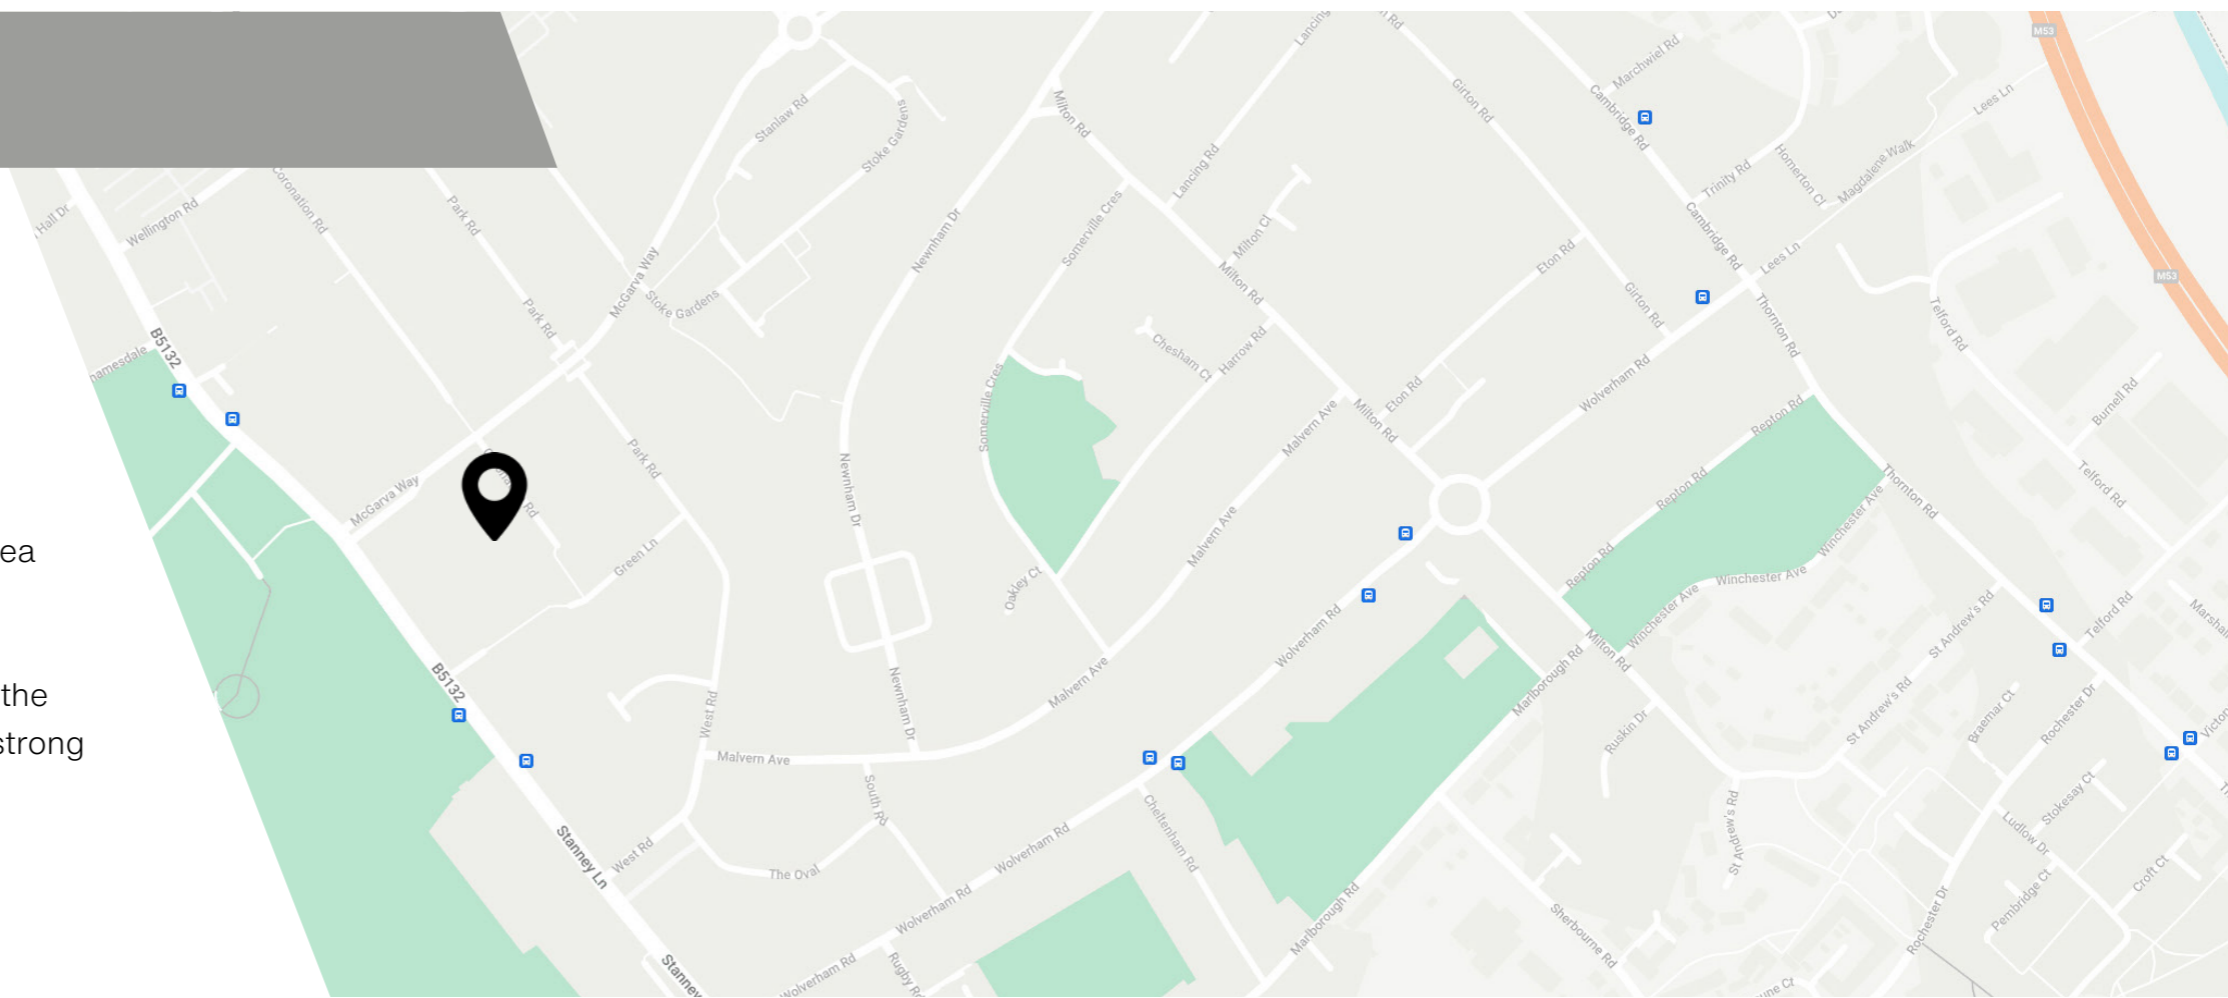 ea
the
strong
M53
M53
Lancing
Marchwiel Rd
Girton Rd
Cambridge Rd
Lees Ln
Stanlaw Rd
Stoke Gardens
Milton Rd
Lancing Rd
Trinity Rd
Homerton Cl
Magdalene Walk
Hall Dr
Wellington Rd
Coronation Rd
Park Rd
McGarva Way
Newnham Dr
Somerville Cres
Milton Cl
Milton Rd
Eton Rd
Cambridge Rd
Lees Ln
Girton Rd
Thornton Rd
Telford Rd
Stoke Gardens
Park Rd
B5132
Chesham Ct
Harrow Rd
Somerville Cres
Malvern Ave
Milton Rd
Eton Rd
Wolverham Rd
Repton Rd
Burnell Rd
Park Rd
McGarva Way
Rd
Newnham Dr
Malvern Ave
Repton Rd
Repton Rd
Thornton Rd
Telford Rd
Winchester Ave
Winchester Ave
Winchester Ave
Green Ln
Oakley Ct
Wolverham Rd
Milton Rd
Marlborough Rd
St Andrew's Rd
Telford Rd
B5132
West Rd
Newnham Dr
Malvern Ave
Malvern Ave
Ruskin Dr
St Andrew's Rd
Braemar Ct
Rochester Dr
South Rd
Stanney Ln
West Rd
The Oval
Wolverham Rd
Cheltenham Rd
St Andrew's Rd
Stokesay Ct
Ludlow Dr
Croft Ct
Pembridge Ct
Wolverham Rd
Marlborough Rd
Sherbourne Rd
Rochester Dr
Stanney
Wolverham Rd